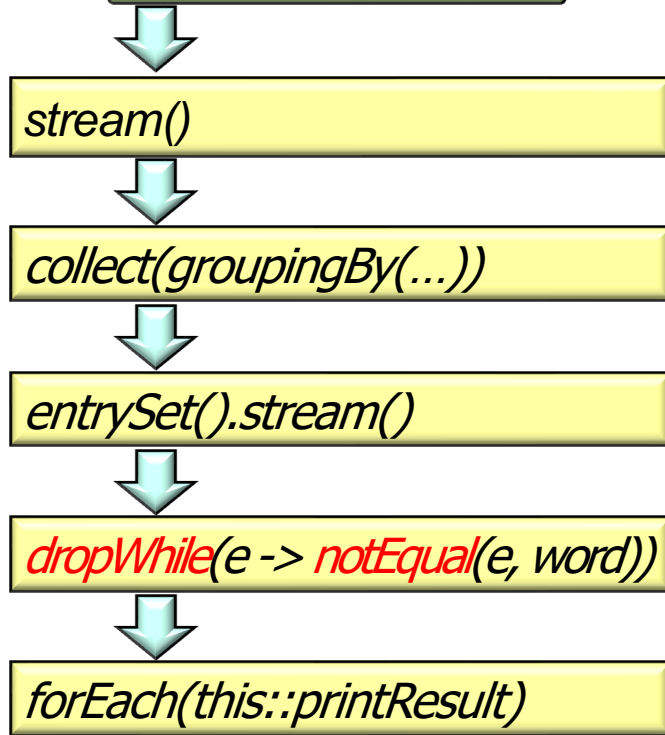 stream()
collect(groupingBy(...))
entrySet().stream()
dropWhile(e -> notEqual(e, word))
forEach(this::printResult)